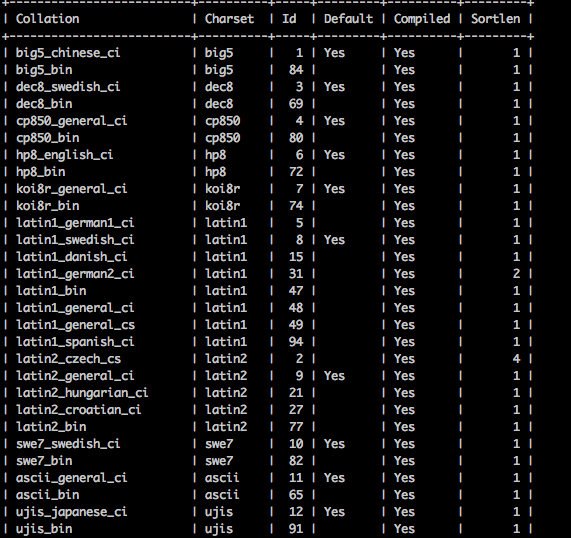 +----------------------+----------+-----+---------+----------+---------+
| Collation | Charset | Id | Default | Compiled | Sortlen |
+----------------------+----------+-----+---------+----------+---------+
| big5_chinese_ci | big5 | 1 | Yes | Yes | 1 |
| big5_bin | big5 | 84 | | Yes | 1 |
| dec8_swedish_ci | dec8 | 3 | Yes | Yes | 1 |
| dec8_bin | dec8 | 69 | | Yes | 1 |
| cp850_general_ci | cp850 | 4 | Yes | Yes | 1 |
| cp850_bin | cp850 | 80 | | Yes | 1 |
| hp8_english_ci | hp8 | 6 | Yes | Yes | 1 |
| hp8_bin | hp8 | 72 | | Yes | 1 |
| koi8r_general_ci | koi8r | 7 | Yes | Yes | 1 |
| koi8r_bin | koi8r | 74 | | Yes | 1 |
| latin1_german1_ci | latin1 | 5 | | Yes | 1 |
| latin1_swedish_ci | latin1 | 8 | Yes | Yes | 1 |
| latin1_danish_ci | latin1 | 15 | | Yes | 1 |
| latin1_german2_ci | latin1 | 31 | | Yes | 2 |
| latin1_bin | latin1 | 47 | | Yes | 1 |
| latin1_general_ci | latin1 | 48 | | Yes | 1 |
| latin1_general_cs | latin1 | 49 | | Yes | 1 |
| latin1_spanish_ci | latin1 | 94 | | Yes | 1 |
| latin2_czech_cs | latin2 | 2 | | Yes | 4 |
| latin2_general_ci | latin2 | 9 | Yes | Yes | 1 |
| latin2_hungarian_ci | latin2 | 21 | | Yes | 1 |
| latin2_croatian_ci | latin2 | 27 | | Yes | 1 |
| latin2_bin | latin2 | 77 | | Yes | 1 |
| swe7_swedish_ci | swe7 | 10 | Yes | Yes | 1 |
| swe7_bin | swe7 | 82 | | Yes | 1 |
| ascii_general_ci | ascii | 11 | Yes | Yes | 1 |
| ascii_bin | ascii | 65 | | Yes | 1 |
| ujis_japanese_ci | ujis | 12 | Yes | Yes | 1 |
| ujis_bin | ujis | 91 | | Yes | 1 |